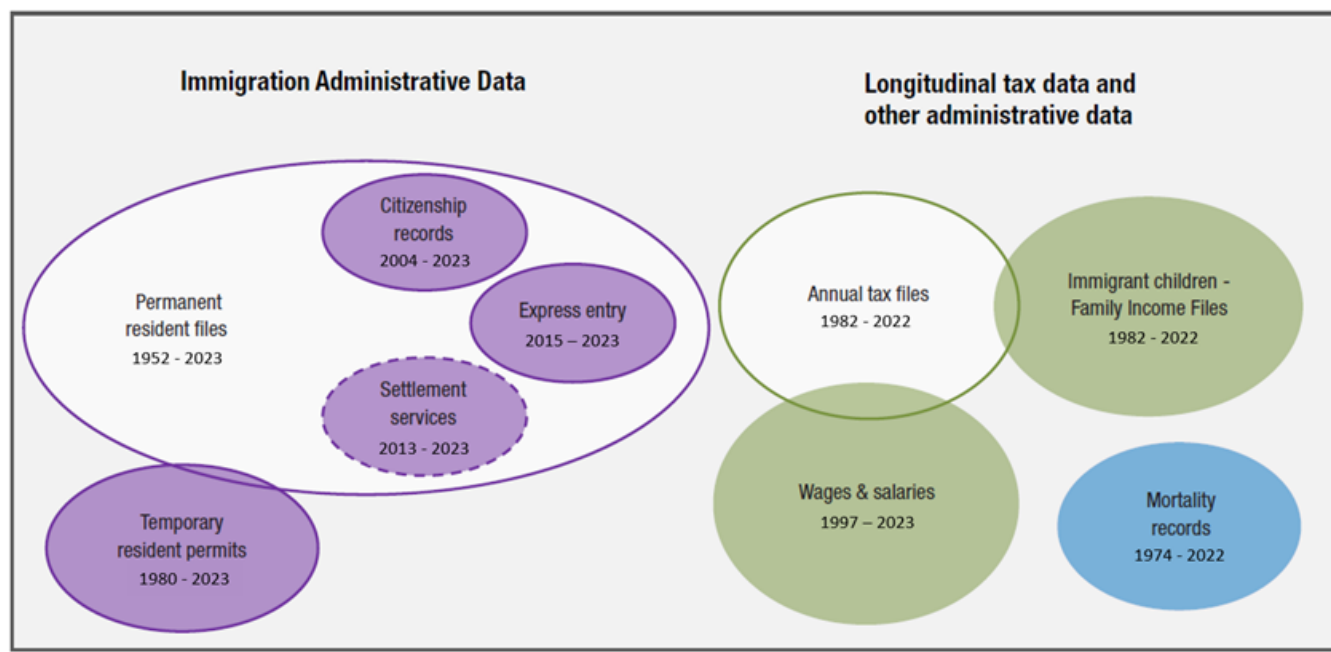 Immigration Administrative Data
Citizenship
records
2004 - 2023
Express entry
2015 – 2023
Permanent
resident files
1952 - 2023
Settlement
services
2013 - 2023
Temporary
resident permits
1980 - 2023
Longitudinal tax data and
other administrative data
Annual tax files
1982 - 2022
Immigrant children -
Family Income Files
1982 - 2022
Wages & salaries
1997 – 2023
Mortality
records
1974 - 2022